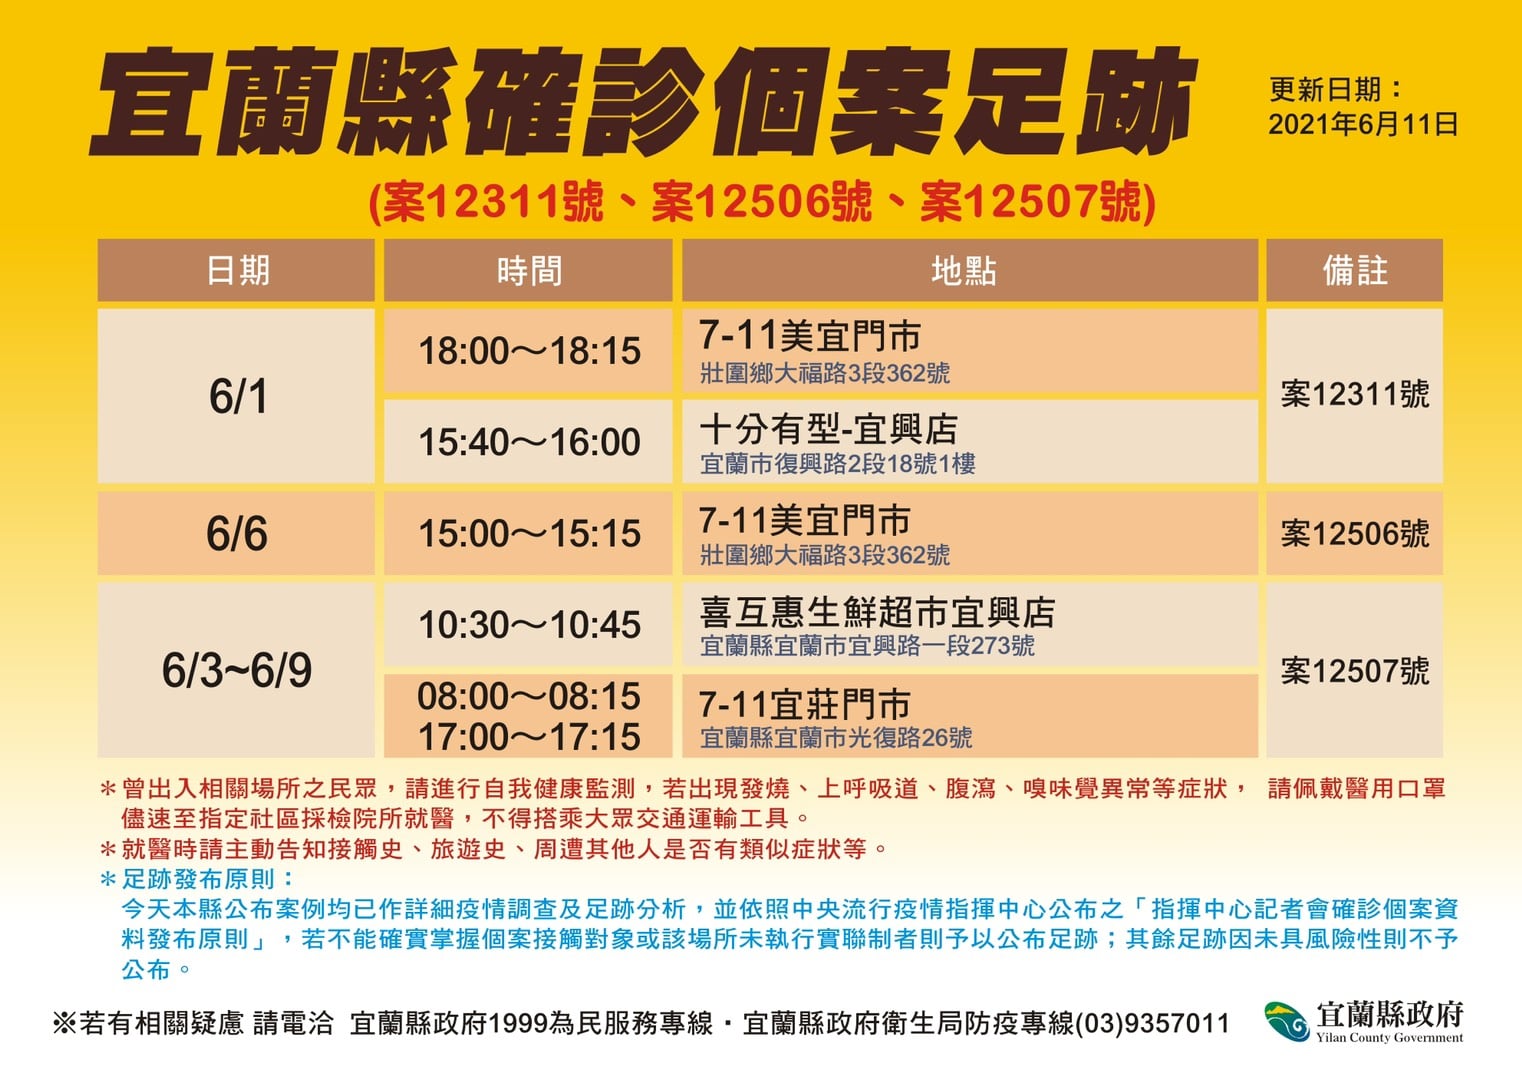 宜蘭縣確診個案足跡
更新日期：
2021年6月11日
(案12311號、案12506號、案12507號)
日期 時間 地點 備註
6/1
18:00～18:15
7-11美宜門市
壯圍鄉大福路3段362號
案12311號
15:40～16:00
十分有型-宜興店
宜蘭市復興路2段18號1樓
6/6
15:00～15:15
7-11美宜門市
壯圍鄉大福路3段362號
案12506號
6/3~6/9
10:30～10:45
喜互惠生鮮超市宜興店
宜蘭縣宜蘭市宜興路一段273號
案12507號
08:00～08:15
17:00～17:15
7-11宜莊門市
宜蘭縣宜蘭市光復路26號
＊曾出入相關場所之民眾，請進行自我健康監測，若出現發燒、上呼吸道、腹瀉、嗅味覺異常等症狀， 請佩戴醫用口罩
儘速至指定社區採檢院所就醫，不得搭乘大眾交通運輸工具。
＊就醫時請主動告知接觸史、旅遊史、周遭其他人是否有類似症狀等。
＊足跡發布原則：
今天本縣公布案例均已作詳細疫情調查及足跡分析，並依照中央流行疫情指揮中心公布之「指揮中心記者會確診個案資
料發布原則」，若不能確實掌握個案接觸對象或該場所未執行實聯制者則予以公布足跡；其餘足跡因未具風險性則不予
公布。
※若有相關疑慮 請電洽 宜蘭縣政府1999為民服務專線・宜蘭縣政府衛生局防疫專線(03)9357011
宜蘭縣政府
Yilan County Government